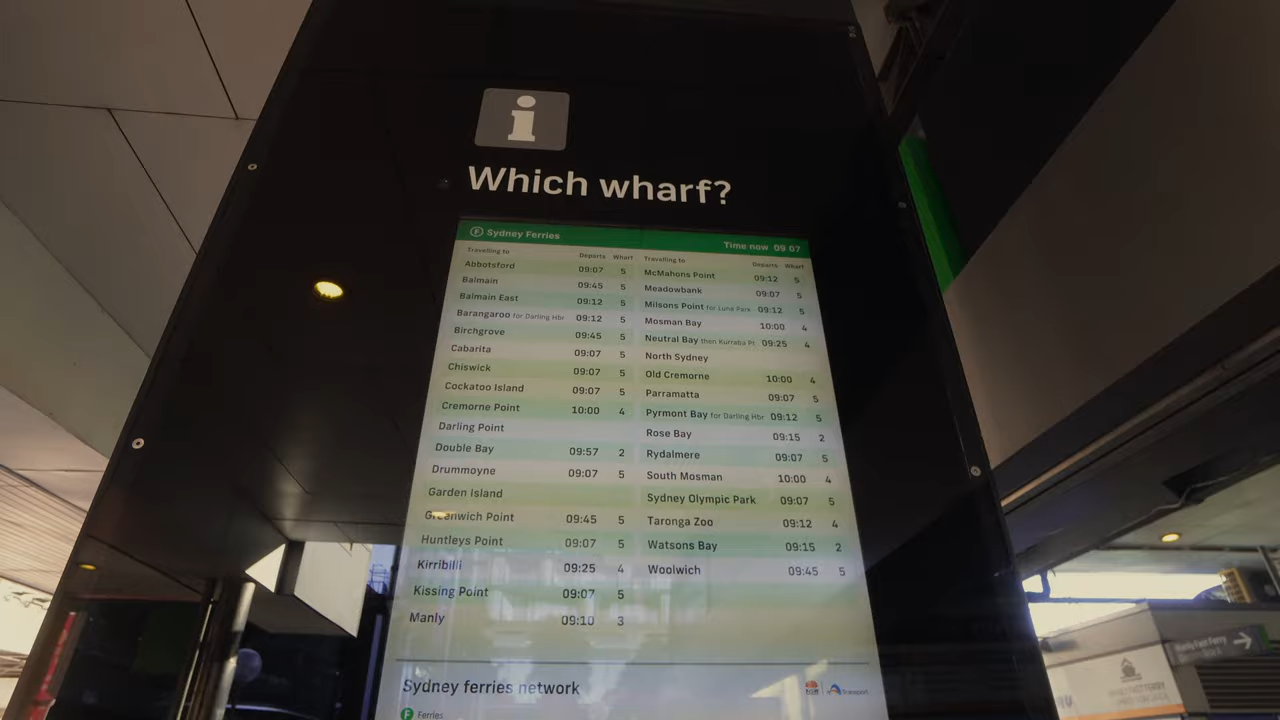 i
Which wharf?
F Sydney Ferries
Time now 09 07
Travelling to Departs Wharf
Abbotsford 09:07 5
Balmain 09:45 5
Balmain East 09:12 5
Barangaroo for Darling Hbr 09:12 5
Birchgrove 09:45 5
Cabarita 09:07 5
Chiswick 09:07 5
Cockatoo Island 09:07 5
Cremorne Point 10:00 4
Darling Point
Double Bay 09:57 2
Drummoyne 09:07 5
Garden Island
Greenwich Point 09:45 5
Huntleys Point 09:07 5
Kirribilli 09:25 4
Kissing Point 09:07 5
Manly 09:10 3
Travelling to Departs Wharf
McMahons Point 09:12 5
Meadowbank 09:07 5
Milsons Point for Luna Park 09:12 5
Mosman Bay 10:00 4
Neutral Bay then Kurraba Pt 09:25 4
North Sydney
Old Cremorne 10:00 4
Parramatta 09:07 5
Pyrmont Bay for Darling Hbr 09:12 5
Rose Bay 09:15 2
Rydalmere 09:07 5
South Mosman 10:00 4
Sydney Olympic Park 09:07 5
Taronga Zoo 09:12 4
Watsons Bay 09:15 2
Woolwich 09:45 5
Sydney ferries network
NSW Transport
F Ferries
Manly Fast Ferry